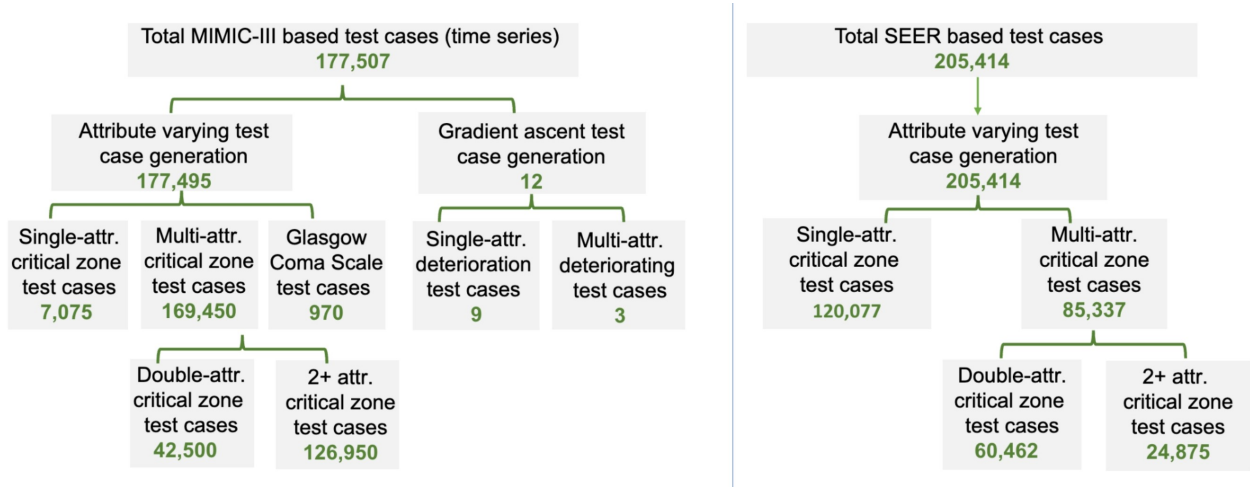 Total MIMIC-III based test cases (time series)
177,507
Attribute varying test
case generation
177,495
Gradient ascent test
case generation
12
Single-attr.
critical zone
test cases
7,075
Multi-attr.
critical zone
test cases
169,450
Glasgow
Coma Scale
test cases
970
Single-attr.
deterioration
test cases
9
Multi-attr.
deteriorating
test cases
3
Double-attr.
critical zone
test cases
42,500
2+ attr.
critical zone
test cases
126,950
Total SEER based test cases
205,414
Attribute varying test
case generation
205,414
Single-attr.
critical zone
test cases
120,077
Multi-attr.
critical zone
test cases
85,337
Double-attr.
critical zone
test cases
60,462
2+ attr.
critical zone
test cases
24,875